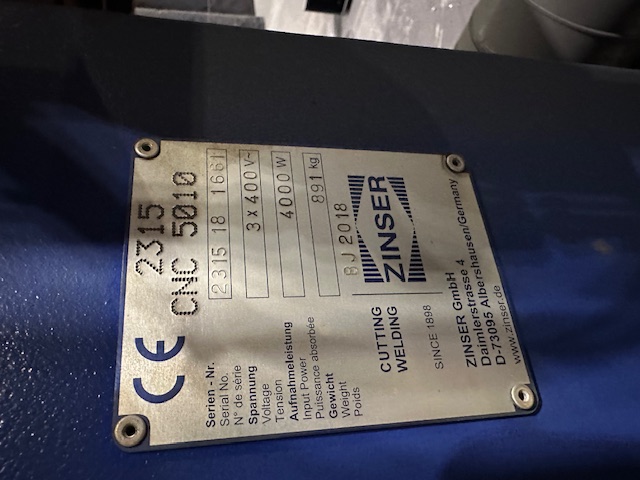 CE 2315
CNC 5010
Serien - Nr.
Serial No.
N° de série
2315 18 1661
Spannung
Voltage
Tension
3 x 400 V~
Aufnahmeleistung
Input Power
Puissance absorbée
4000 W
Gewicht
Weight
Poids
891 kg
BJ 2018
CUTTING
WELDING
ZINSER
SINCE 1898
ZINSER GmbH
Daimlerstrasse 4
D-73095 Albershausen/Germany
www.zinser.de